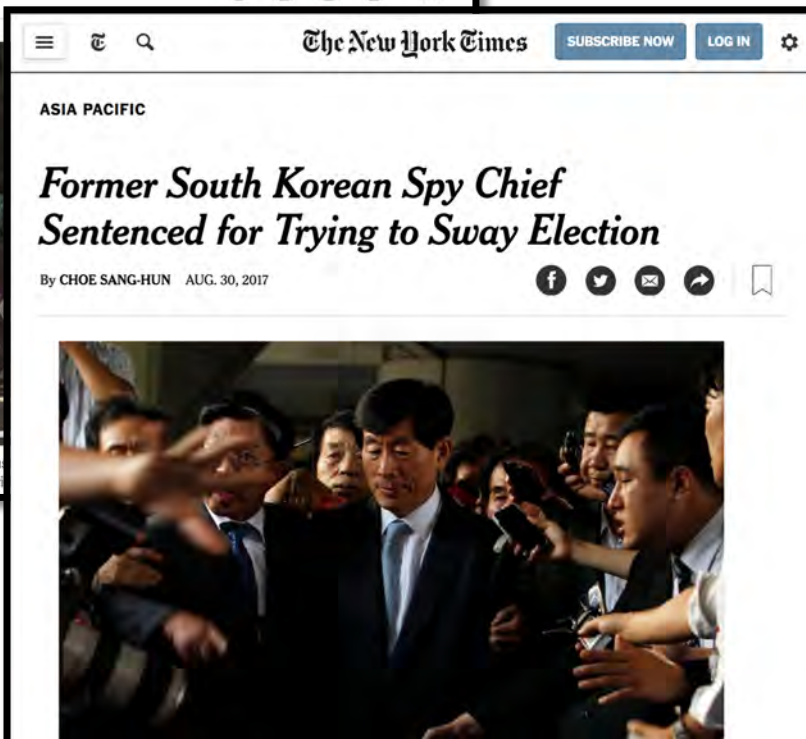 The New York Times
SUBSCRIBE NOW
LOG IN
ASIA PACIFIC
Former South Korean Spy Chief
Sentenced for Trying to Sway Election
By CHOE SANG-HUN AUG. 30, 2017